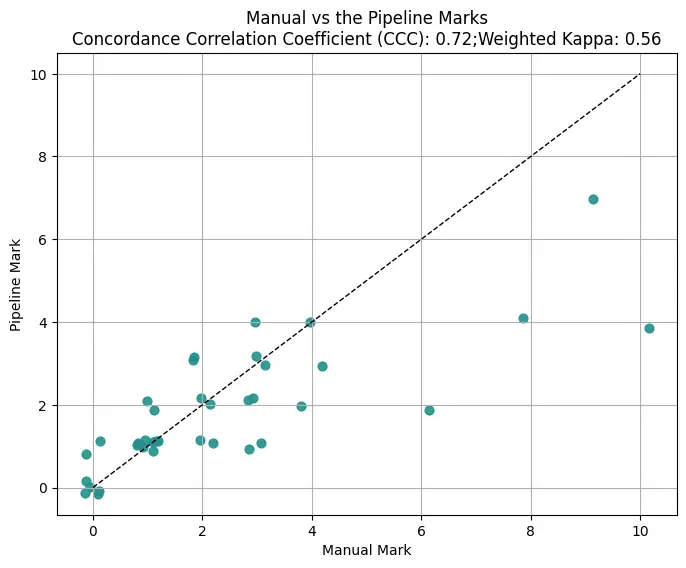 Manual vs the Pipeline Marks
Concordance Correlation Coefficient (CCC): 0.72;Weighted Kappa: 0.56
10
8
6
4
2
0
Pipeline Mark
0 2 4 6 8 10
Manual Mark